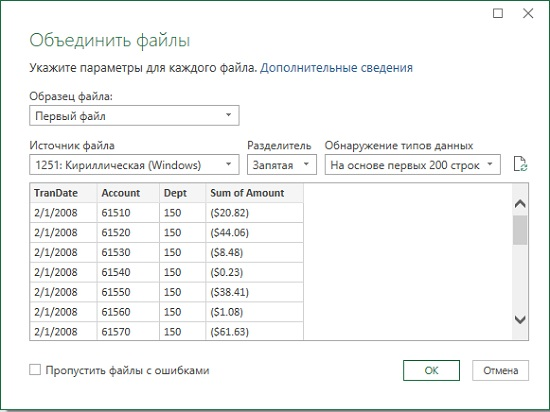 Объединить файлы
Укажите параметры для каждого файла. Дополнительные сведения
Образец файла:
Первый файл
Источник файла Разделитель Обнаружение типов данных
1251: Кириллическая (Windows) Запятая На основе первых 200 строк
TranDate Account Dept Sum of Amount
2/1/2008 61510 150 ($20.82)
2/1/2008 61520 150 ($44.06)
2/1/2008 61530 150 ($8.48)
2/1/2008 61540 150 ($0.23)
2/1/2008 61550 150 ($38.41)
2/1/2008 61560 150 ($1.08)
2/1/2008 61570 150 ($61.63)
Пропустить файлы с ошибками ОК Отмена